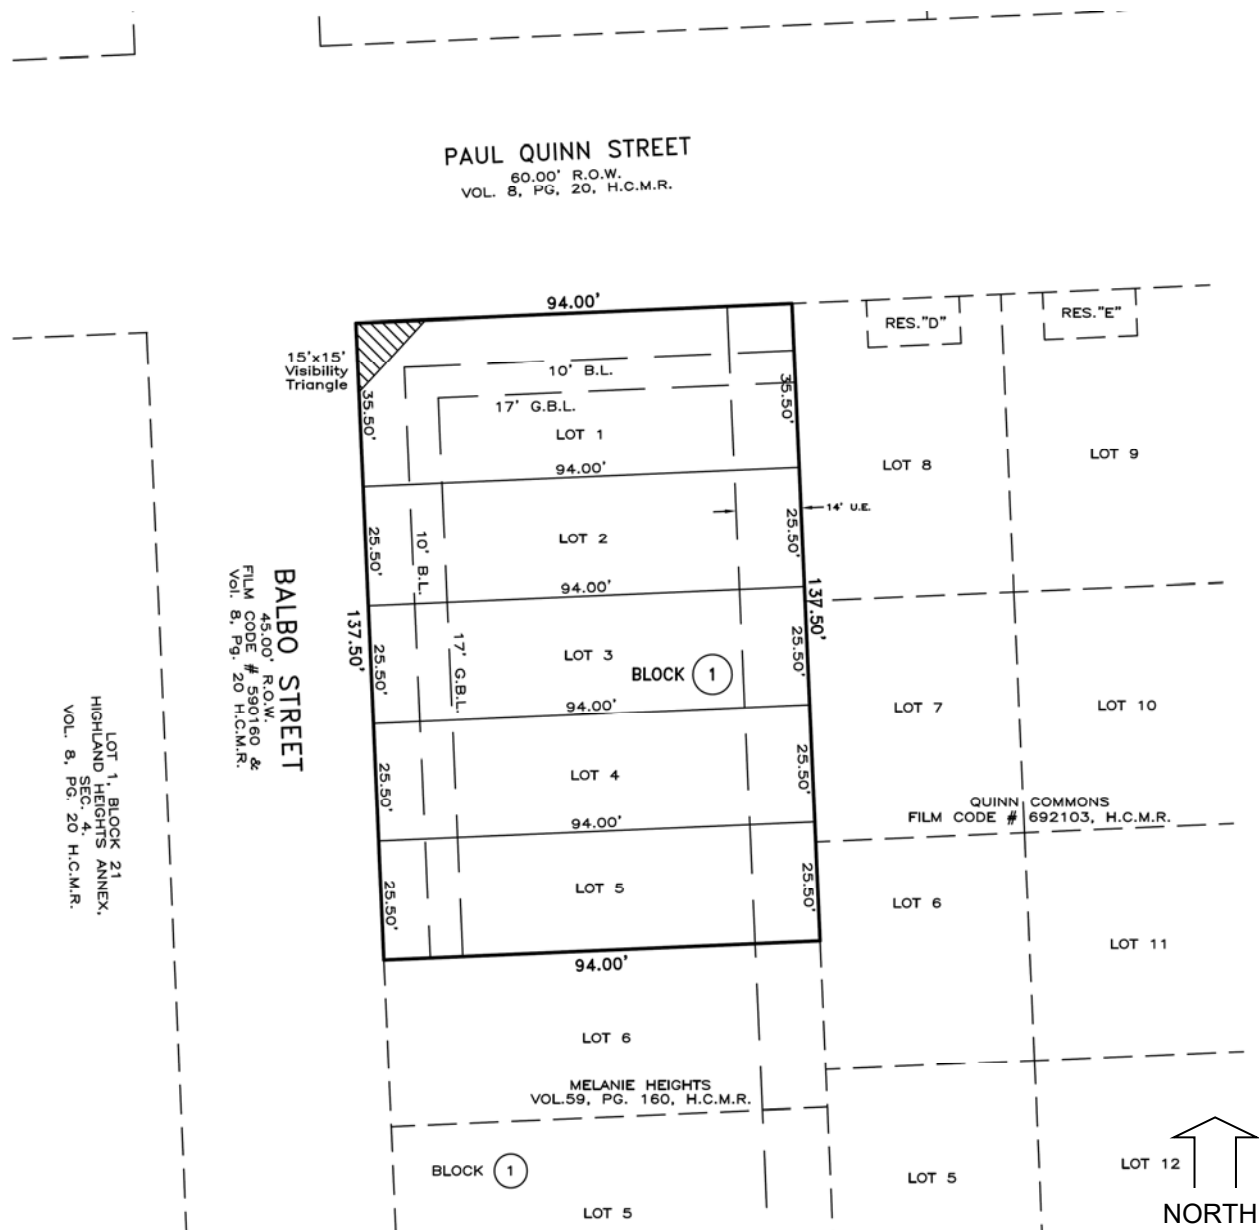 PAUL QUINN STREET
60.00' R.O.W.
VOL. 8, PG, 20, H.C.M.R.
94.00'
RES."D"
RES."E"
15'x15'
Visibility
Triangle
10' B.L.
17' G.B.L.
35.50'
35.50'
LOT 1
94.00'
LOT 8
LOT 9
14' U.E.
25.50'
10' B.L.
LOT 2
25.50'
94.00'
BALBO STREET
45.00' R.O.W.
FILM CODE # 590160 &
Vol. 8, Pg. 20 H.C.M.R.
137.50'
137.50'
25.50'
17' G.B.L.
LOT 3
BLOCK 1
25.50'
94.00'
LOT 7
LOT 10
LOT 1, BLOCK 21
HIGHLAND HEIGHTS ANNEX,
SEC. 4,
VOL. 8, PG. 20 H.C.M.R.
25.50'
LOT 4
25.50'
94.00'
QUINN COMMONS
FILM CODE # 692103, H.C.M.R.
25.50'
LOT 5
25.50'
94.00'
LOT 6
LOT 11
LOT 6
MELANIE HEIGHTS
VOL.59, PG. 160, H.C.M.R.
BLOCK 1
LOT 5
LOT 5
LOT 12
NORTH